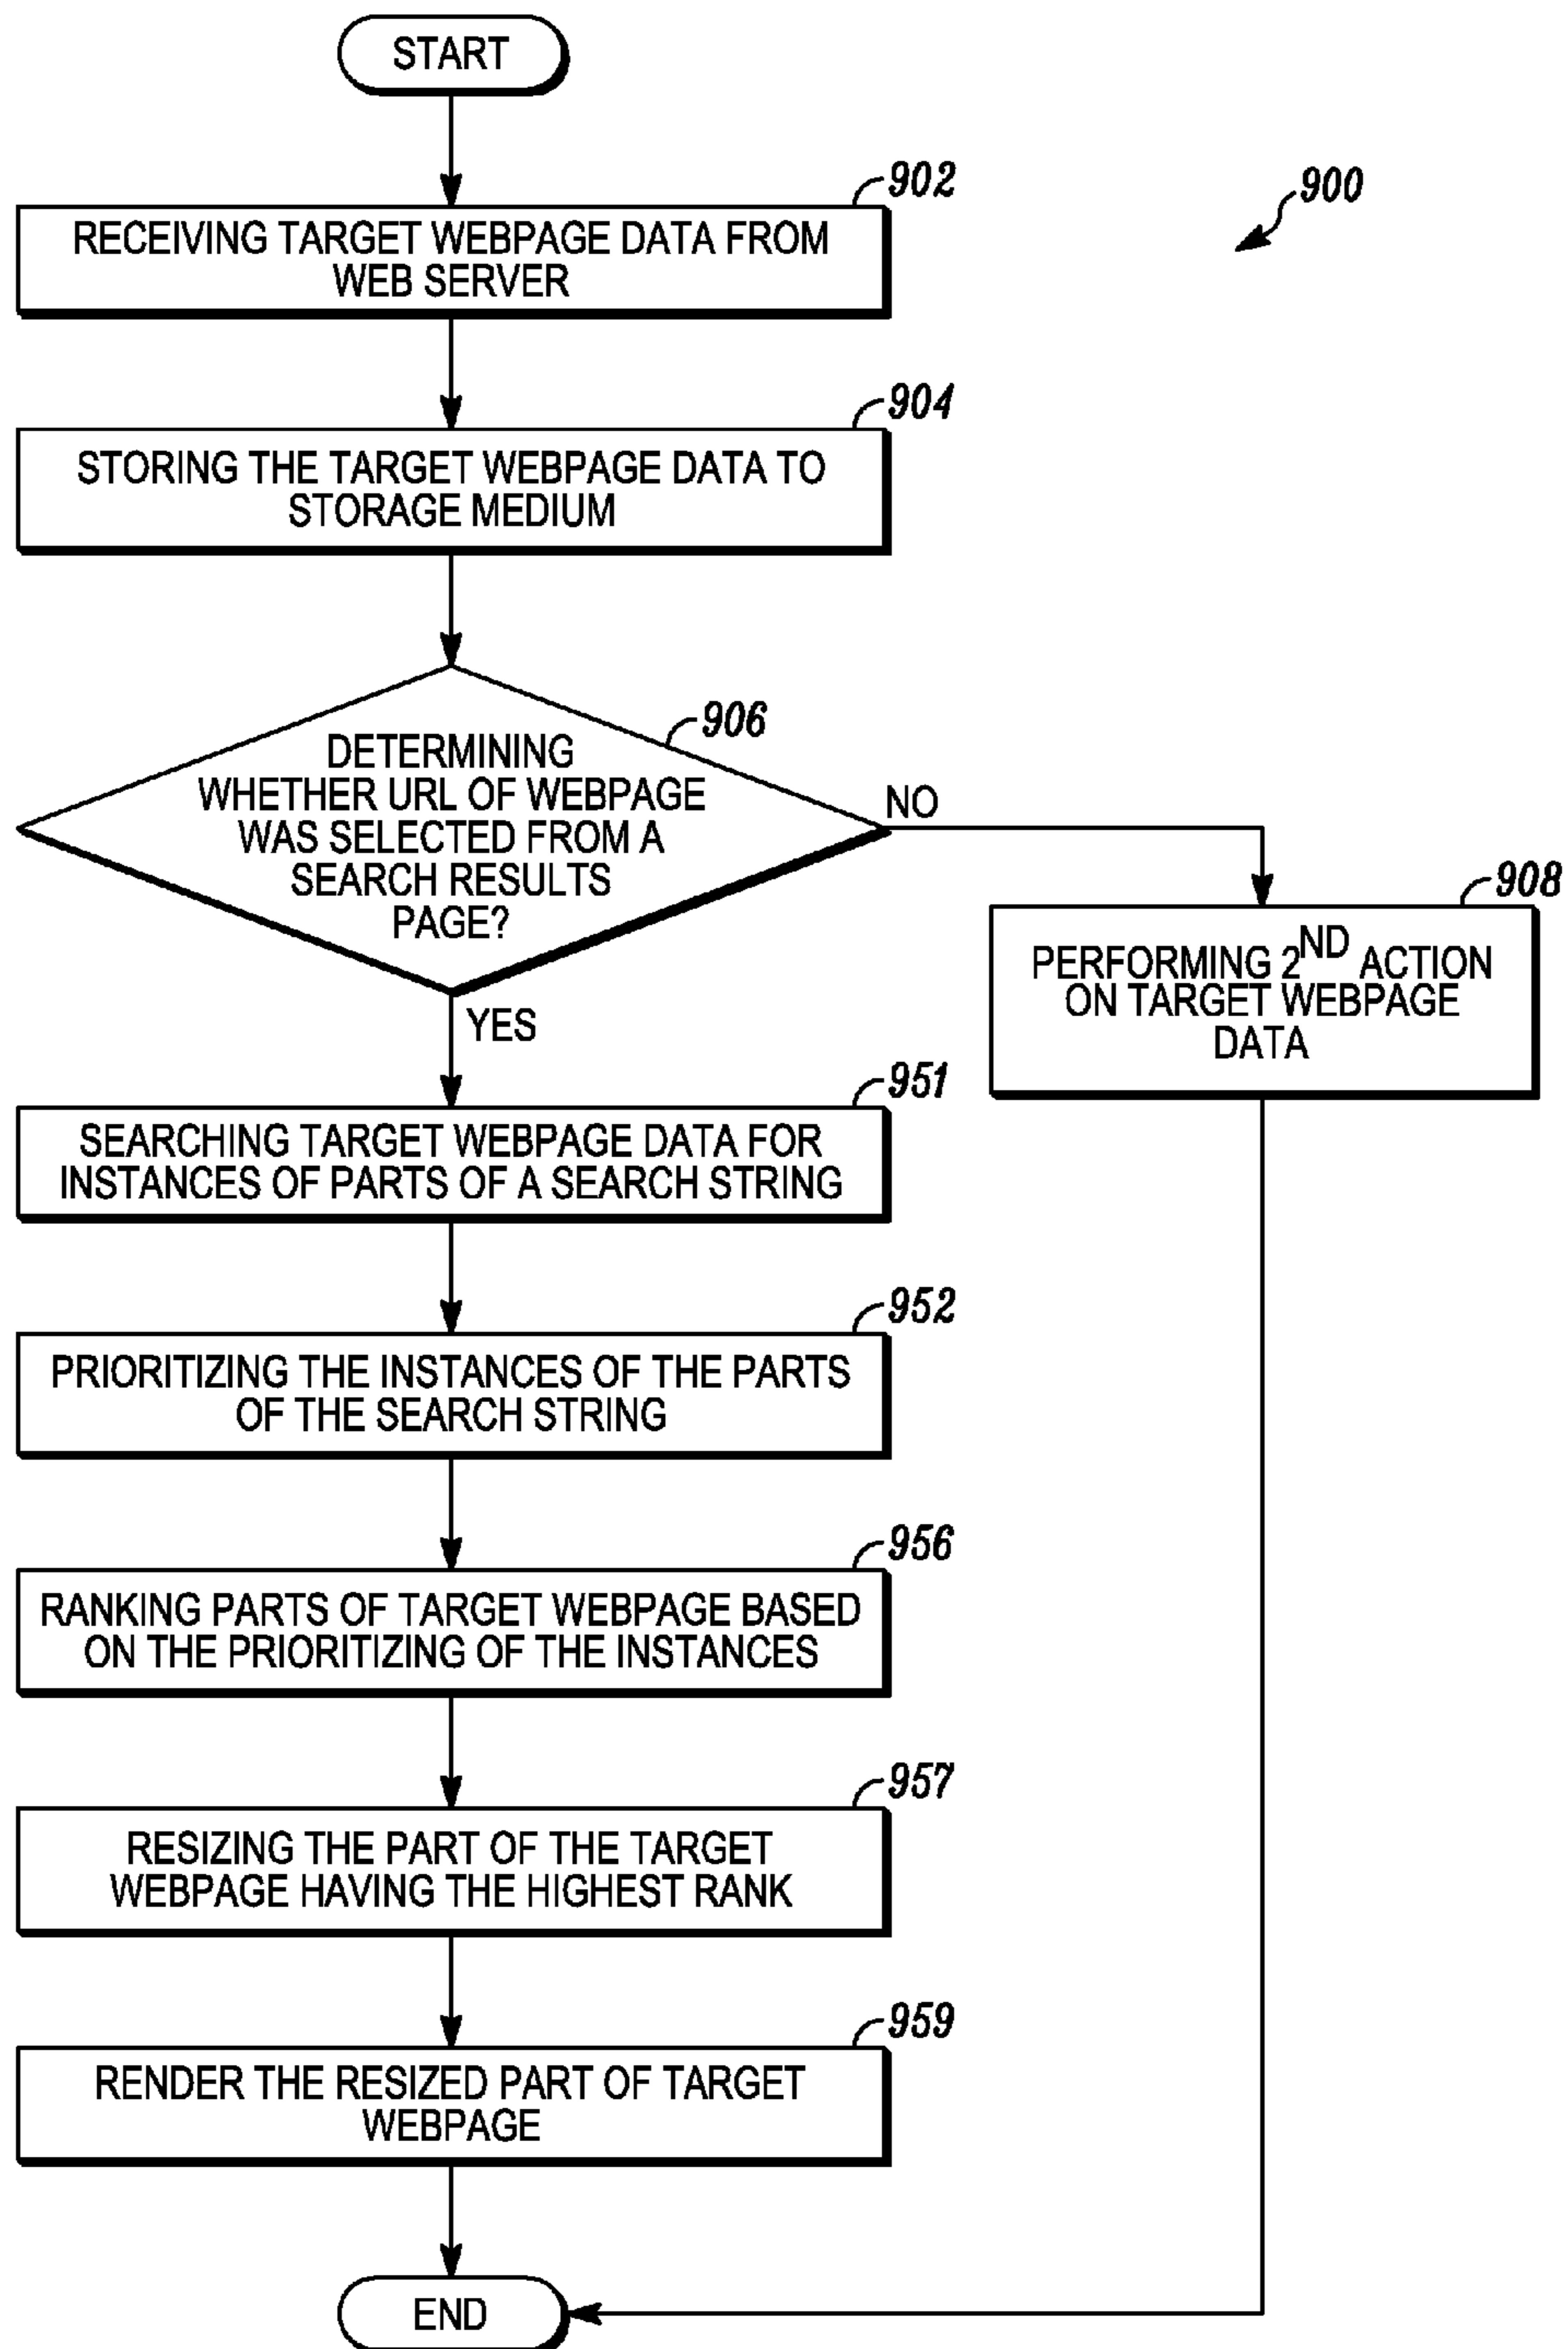 START
902
900
RECEIVING TARGET WEBPAGE DATA FROM
WEB SERVER
904
STORING THE TARGET WEBPAGE DATA TO
STORAGE MEDIUM
906
DETERMINING
WHETHER URL OF WEBPAGE
WAS SELECTED FROM A
SEARCH RESULTS
PAGE?
NO
908
PERFORMING 2ND ACTION
ON TARGET WEBPAGE
DATA
YES
951
SEARCHING TARGET WEBPAGE DATA FOR
INSTANCES OF PARTS OF A SEARCH STRING
952
PRIORITIZING THE INSTANCES OF THE PARTS
OF THE SEARCH STRING
956
RANKING PARTS OF TARGET WEBPAGE BASED
ON THE PRIORITIZING OF THE INSTANCES
957
RESIZING THE PART OF THE TARGET
WEBPAGE HAVING THE HIGHEST RANK
959
RENDER THE RESIZED PART OF TARGET
WEBPAGE
END